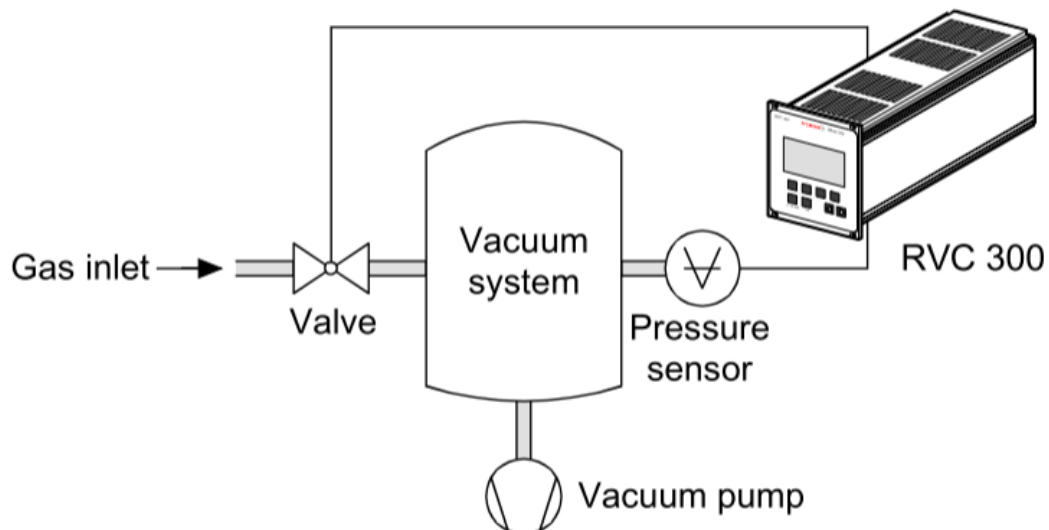 Gas inlet
Valve
Vacuum
system
Pressure
sensor
RVC 300
Vacuum pump